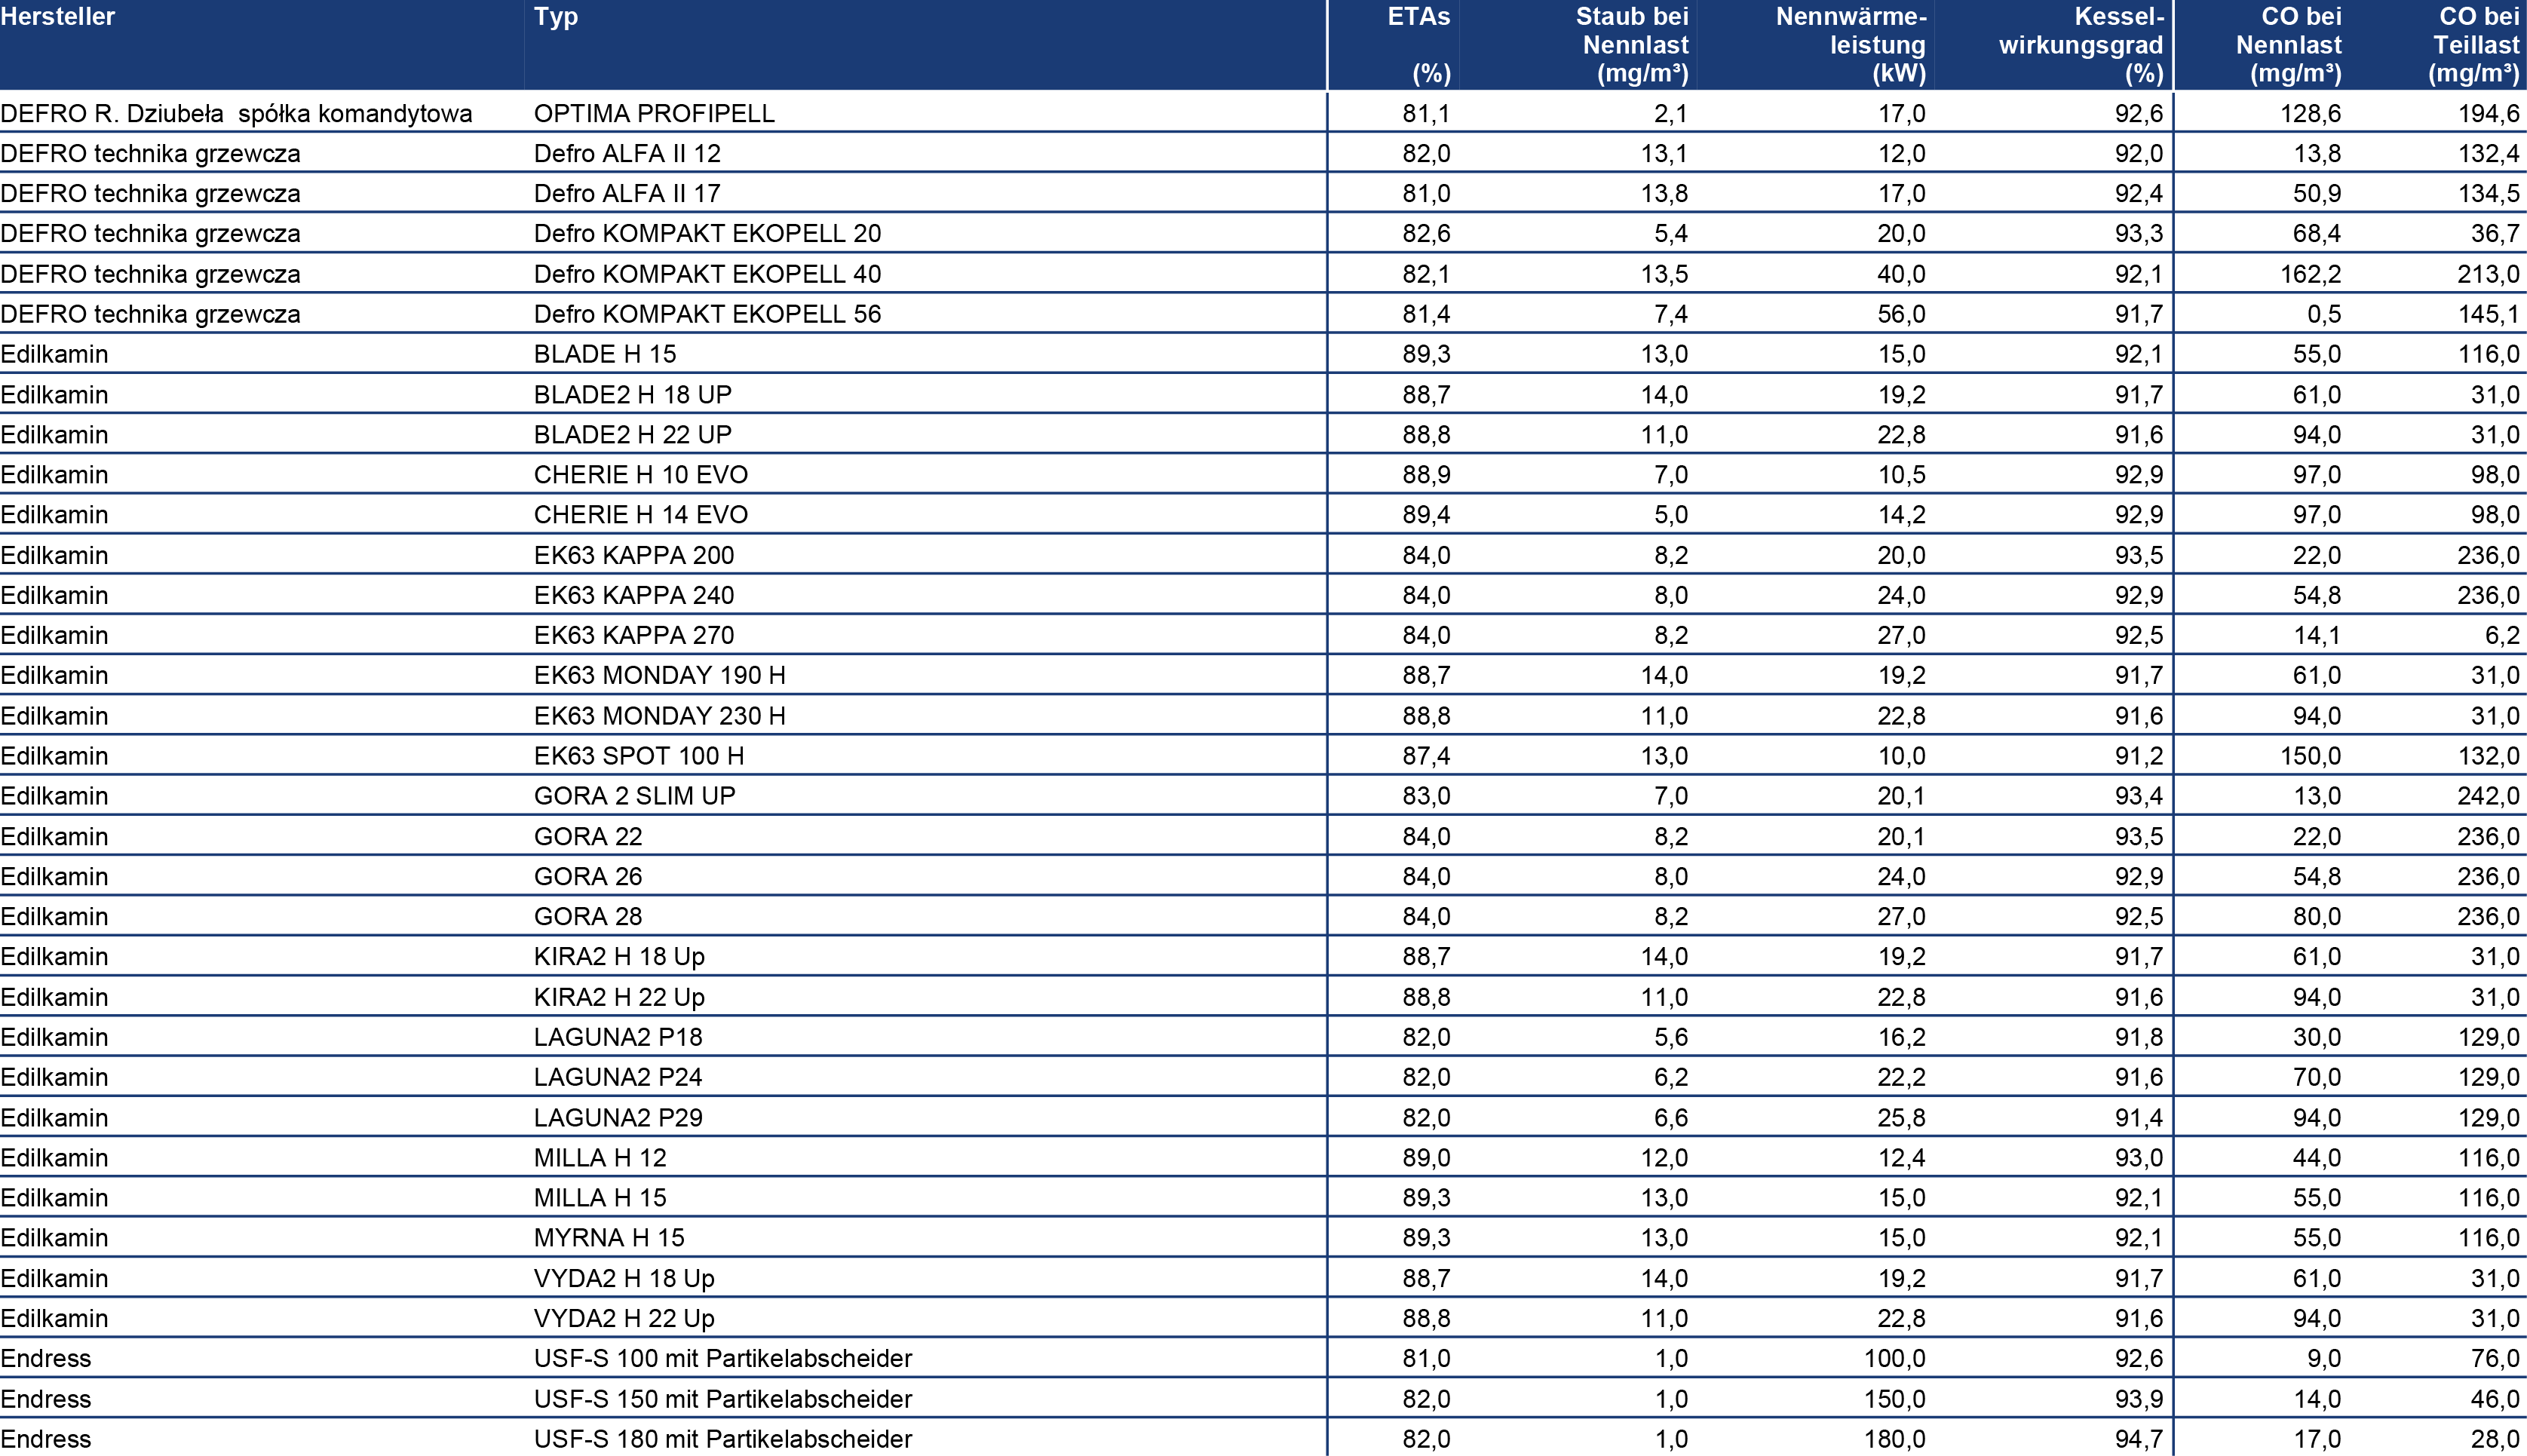 Hersteller Typ ETAs (%) Staub bei Nennlast (mg/m³) Nennwärme-leistung (kW) Kessel-wirkungsgrad (%) CO bei Nennlast (mg/m³) CO bei Teillast (mg/m³)
DEFRO R. Dziubeła  spółka komandytowa OPTIMA PROFIPELL 81,1 2,1 17,0 92,6 128,6 194,6
DEFRO technika grzewcza Defro ALFA II 12 82,0 13,1 12,0 92,0 13,8 132,4
DEFRO technika grzewcza Defro ALFA II 17 81,0 13,8 17,0 92,4 50,9 134,5
DEFRO technika grzewcza Defro KOMPAKT EKOPELL 20 82,6 5,4 20,0 93,3 68,4 36,7
DEFRO technika grzewcza Defro KOMPAKT EKOPELL 40 82,1 13,5 40,0 92,1 162,2 213,0
DEFRO technika grzewcza Defro KOMPAKT EKOPELL 56 81,4 7,4 56,0 91,7 0,5 145,1
Edilkamin BLADE H 15 89,3 13,0 15,0 92,1 55,0 116,0
Edilkamin BLADE2 H 18 UP 88,7 14,0 19,2 91,7 61,0 31,0
Edilkamin BLADE2 H 22 UP 88,8 11,0 22,8 91,6 94,0 31,0
Edilkamin CHERIE H 10 EVO 88,9 7,0 10,5 92,9 97,0 98,0
Edilkamin CHERIE H 14 EVO 89,4 5,0 14,2 92,9 97,0 98,0
Edilkamin EK63 KAPPA 200 84,0 8,2 20,0 93,5 22,0 236,0
Edilkamin EK63 KAPPA 240 84,0 8,0 24,0 92,9 54,8 236,0
Edilkamin EK63 KAPPA 270 84,0 8,2 27,0 92,5 14,1 6,2
Edilkamin EK63 MONDAY 190 H 88,7 14,0 19,2 91,7 61,0 31,0
Edilkamin EK63 MONDAY 230 H 88,8 11,0 22,8 91,6 94,0 31,0
Edilkamin EK63 SPOT 100 H 87,4 13,0 10,0 91,2 150,0 132,0
Edilkamin GORA 2 SLIM UP 83,0 7,0 20,1 93,4 13,0 242,0
Edilkamin GORA 22 84,0 8,2 20,1 93,5 22,0 236,0
Edilkamin GORA 26 84,0 8,0 24,0 92,9 54,8 236,0
Edilkamin GORA 28 84,0 8,2 27,0 92,5 80,0 236,0
Edilkamin KIRA2 H 18 Up 88,7 14,0 19,2 91,7 61,0 31,0
Edilkamin KIRA2 H 22 Up 88,8 11,0 22,8 91,6 94,0 31,0
Edilkamin LAGUNA2 P18 82,0 5,6 16,2 91,8 30,0 129,0
Edilkamin LAGUNA2 P24 82,0 6,2 22,2 91,6 70,0 129,0
Edilkamin LAGUNA2 P29 82,0 6,6 25,8 91,4 94,0 129,0
Edilkamin MILLA H 12 89,0 12,0 12,4 93,0 44,0 116,0
Edilkamin MILLA H 15 89,3 13,0 15,0 92,1 55,0 116,0
Edilkamin MYRNA H 15 89,3 13,0 15,0 92,1 55,0 116,0
Edilkamin VYDA2 H 18 Up 88,7 14,0 19,2 91,7 61,0 31,0
Edilkamin VYDA2 H 22 Up 88,8 11,0 22,8 91,6 94,0 31,0
Endress USF-S 100 mit Partikelabscheider 81,0 1,0 100,0 92,6 9,0 76,0
Endress USF-S 150 mit Partikelabscheider 82,0 1,0 150,0 93,9 14,0 46,0
Endress USF-S 180 mit Partikelabscheider 82,0 1,0 180,0 94,7 17,0 28,0